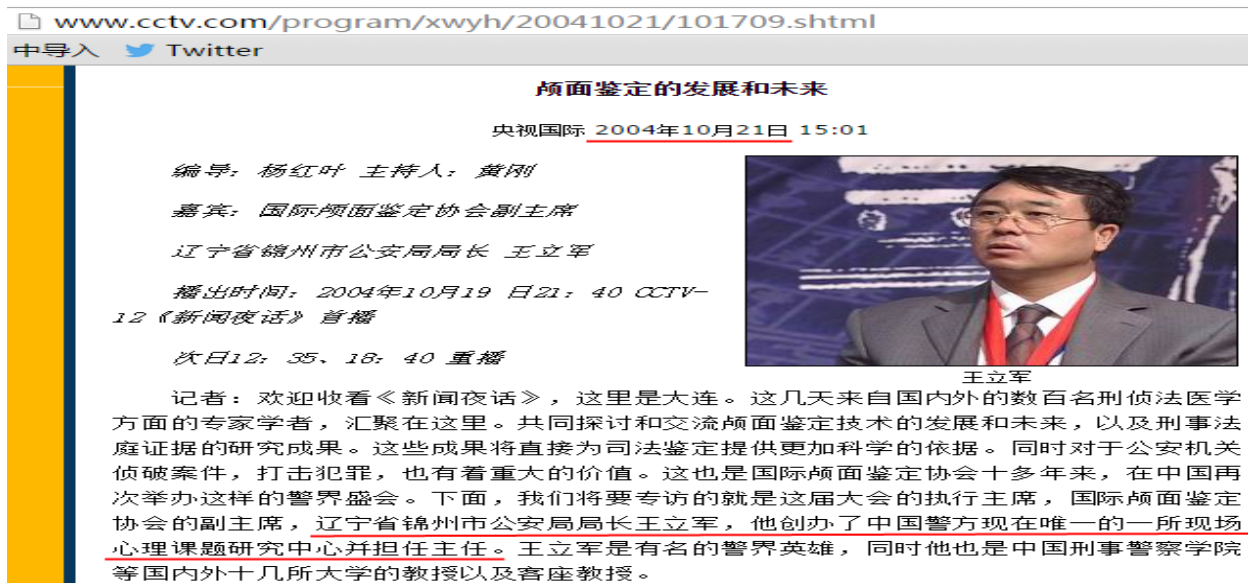 www.cctv.com/program/xwyh/20041021/101709.shtml
中导入 Twitter
颅面鉴定的发展和未来
央视国际 2004年10月21日 15:01
编导：杨红叶 主持人：黄刚
嘉宾：国际颅面鉴定协会副主席
辽宁省锦州市公安局局长 王立军
播出时间：2004年10月19 日21：40 CCTV-
12《新闻夜话》首播
次日12：35、18：40 重播
王立军
记者：欢迎收看《新闻夜话》，这里是大连。这几天来自国内外的数百名刑侦法医学
方面的专家学者，汇聚在这里。共同探讨和交流颅面鉴定技术的发展和未来，以及刑事法
庭证据的研究成果。这些成果将直接为司法鉴定提供更加科学的依据。同时对于公安机关
侦破案件，打击犯罪，也有着重大的价值。这也是国际颅面鉴定协会十多年来，在中国再
次举办这样的警界盛会。下面，我们将要专访的就是这届大会的执行主席，国际颅面鉴定
协会的副主席，辽宁省锦州市公安局局长王立军，他创办了中国警方现在唯一的一所现场
心理课题研究中心并担任主任。王立军是有名的警界英雄，同时他也是中国刑事警察学院
等国内外十几所大学的教授以及客座教授。